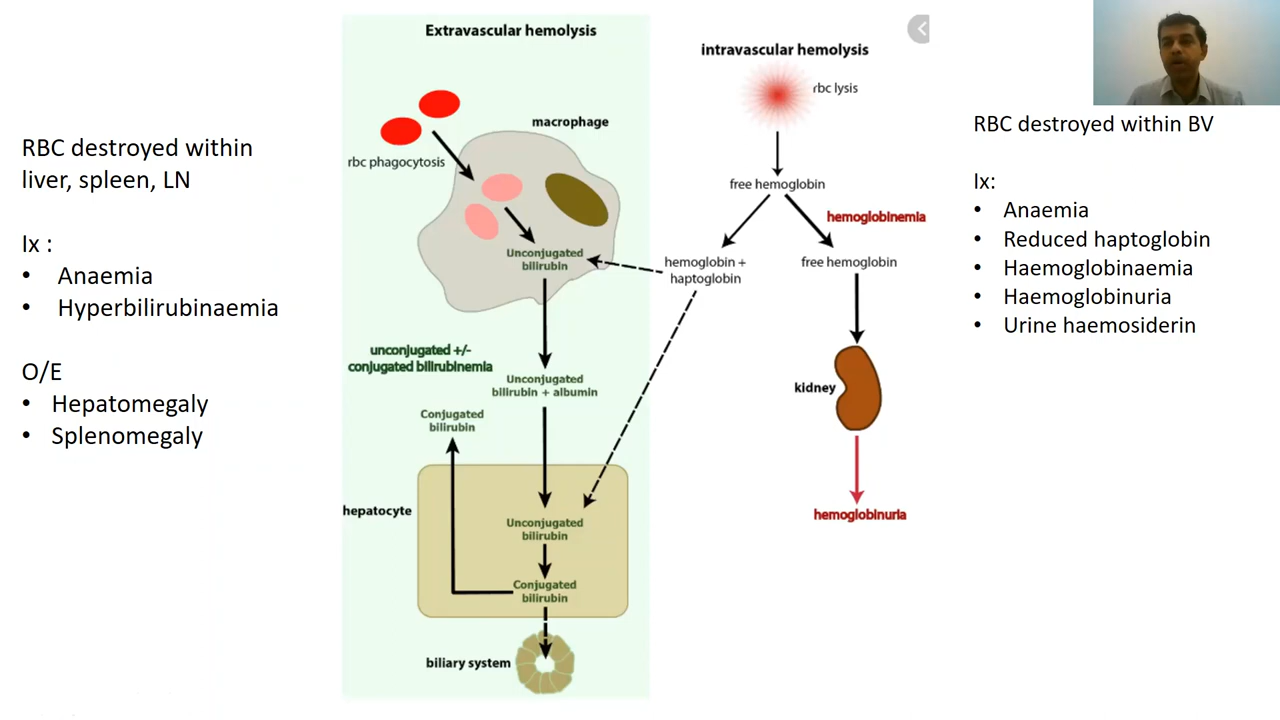 RBC destroyed within
liver, spleen, LN
Ix :
• Anaemia
• Hyperbilirubinaemia
O/E
• Hepatomegaly
• Splenomegaly
Extravascular hemolysis
macrophage
rbc phagocytosis
Unconjugated
bilirubin
unconjugated +/-
conjugated bilirubinemia
Unconjugated
bilirubin + albumin
Conjugated
bilirubin
hepatocyte
Unconjugated
bilirubin
Conjugated
bilirubin
biliary system
intravascular hemolysis
rbc lysis
free hemoglobin
hemoglobinemia
hemoglobin +
haptoglobin
free hemoglobin
kidney
hemoglobinuria
RBC destroyed within BV
Ix:
• Anaemia
• Reduced haptoglobin
• Haemoglobinaemia
• Haemoglobinuria
• Urine haemosiderin